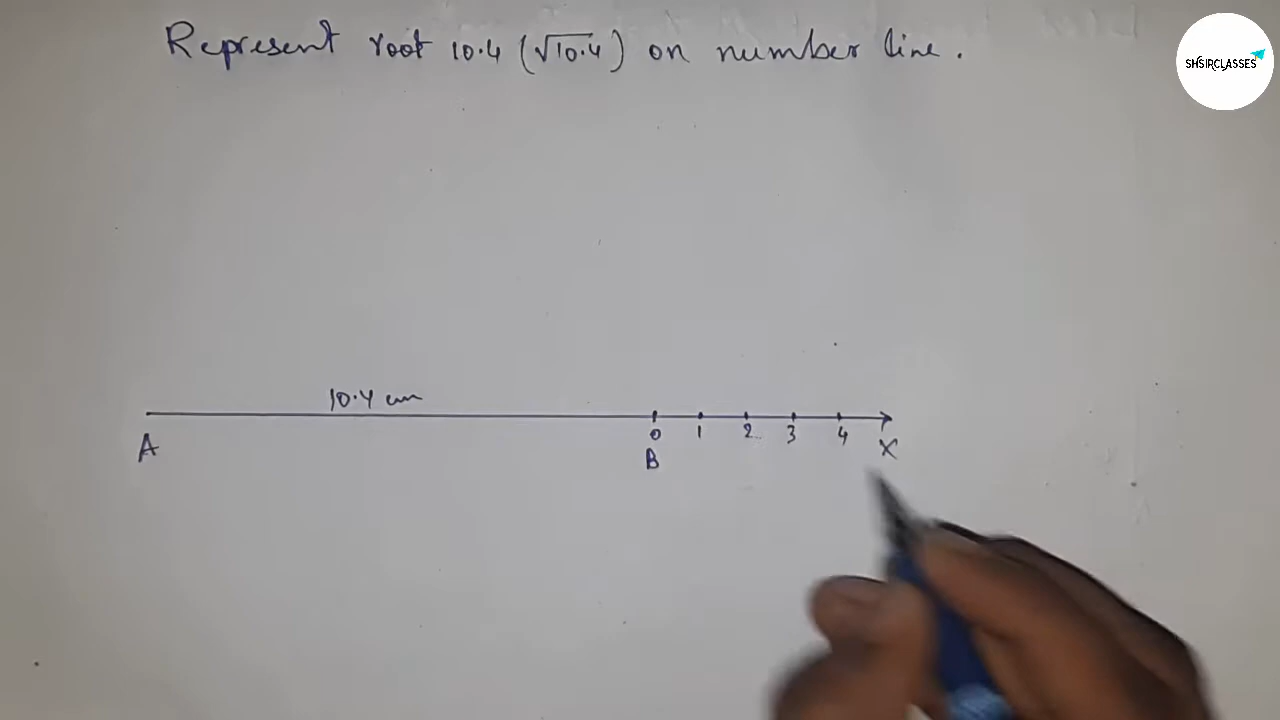 Represent root 10.4 (√10.4) on number line.
SHSIRCLASSES
10.4 cm
0 1 2 3 4
A B X